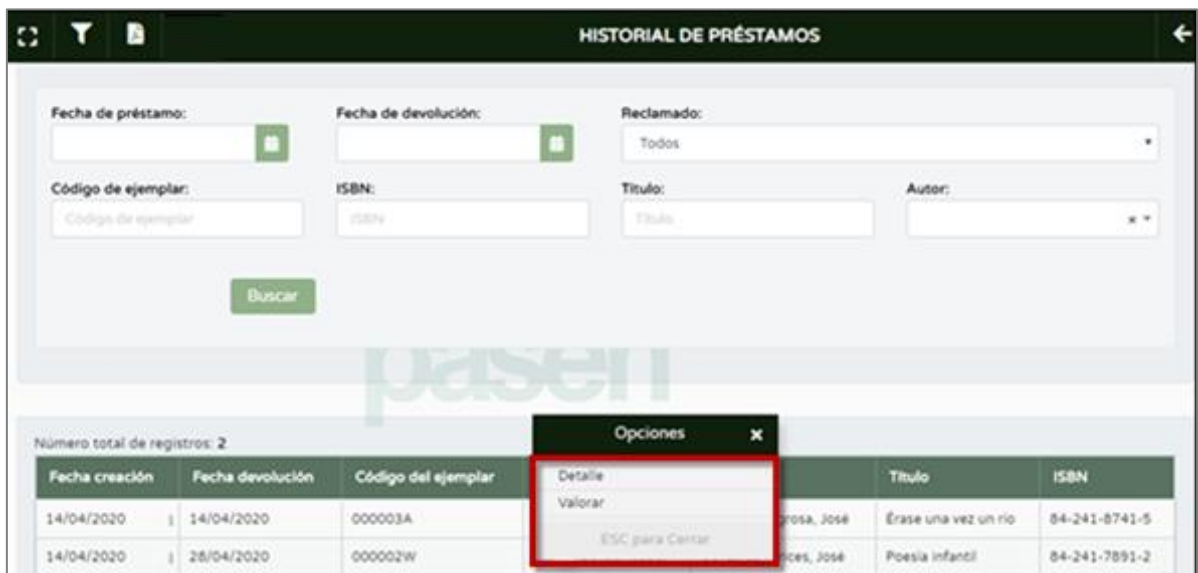 HISTORIAL DE PRÉSTAMOS
Fecha de préstamo: Fecha de devolución: Reclamado:
Todos
Código de ejemplar: ISBN: Título: Autor:
Código de ejemplar ISBN Título
Buscar
pasen
Número total de registros: 2
Opciones
Fecha creación Fecha devolución Código del ejemplar Título ISBN
Detalle
Valorar
14/04/2020 14/04/2020 000003A grosa, José Érase una vez un río 84-241-8741-5
ESC para Cerrar
14/04/2020 28/04/2020 000002W nces, José Poesía infantil 84-241-7891-2